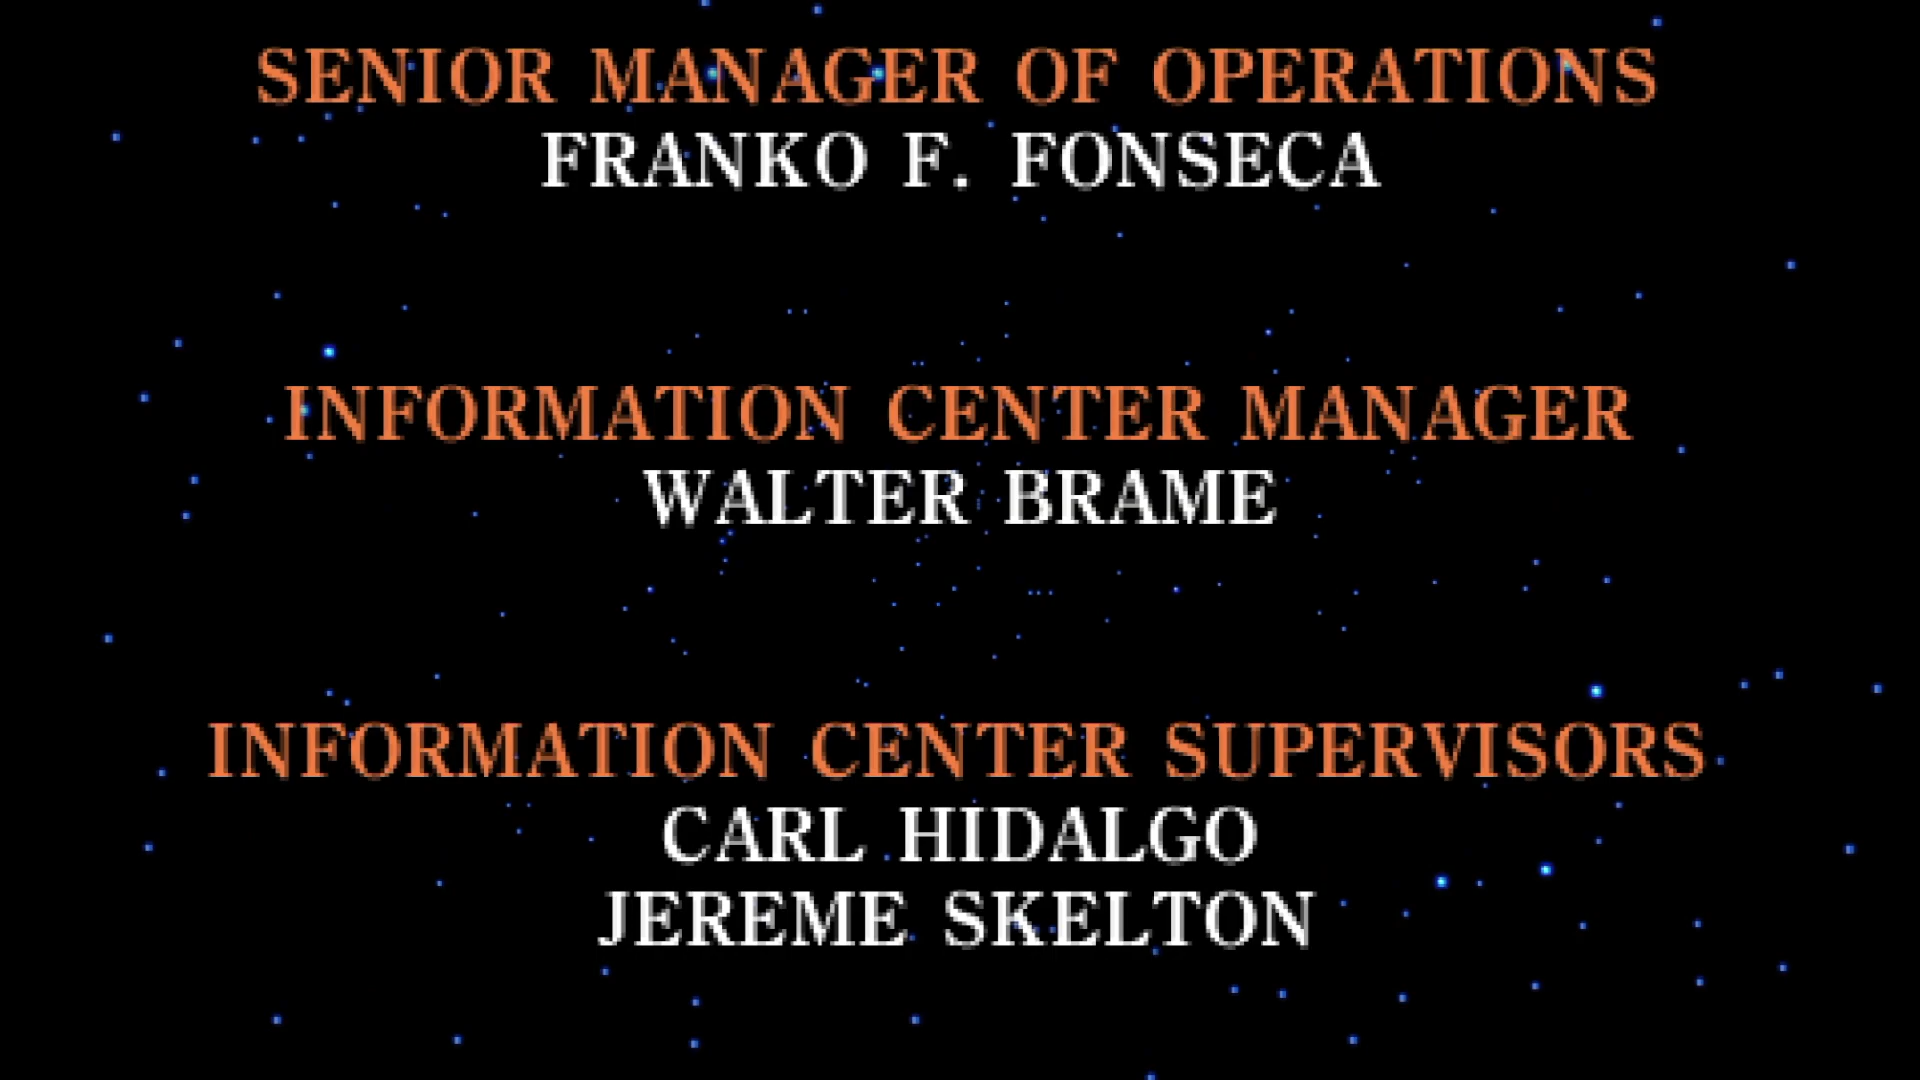 SENIOR MANAGER OF OPERATIONS
FRANKO F. FONSECA
INFORMATION CENTER MANAGER
WALTER BRAME
INFORMATION CENTER SUPERVISORS
CARL HIDALGO
JEREME SKELTON